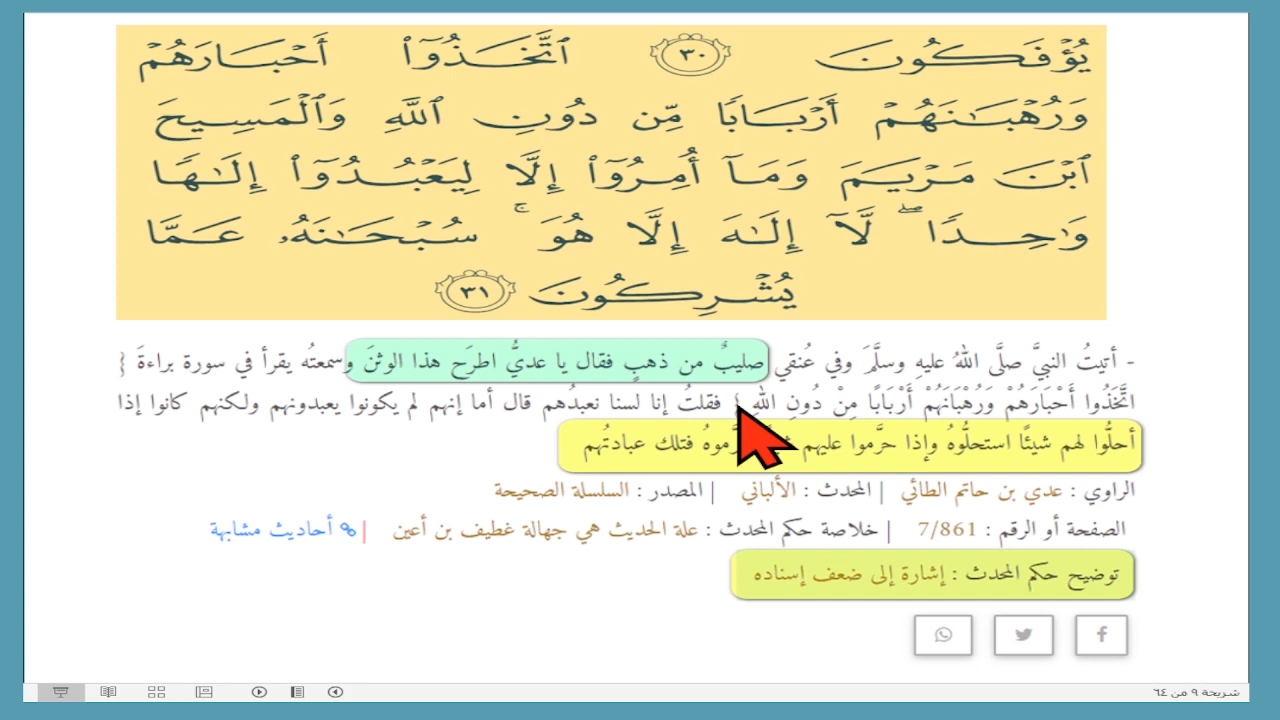 يُؤْفَكُونَ ٣٠ ٱتَّخَذُوٓا۟ أَحْبَارَهُمْ
وَرُهْبَـٰنَهُمْ أَرْبَابًا مِّن دُونِ ٱللَّهِ وَٱلْمَسِيحَ
ٱبْنَ مَرْيَمَ وَمَآ أُمِرُوٓا۟ إِلَّا لِيَعْبُدُوٓا۟ إِلَـٰهًا
وَٰحِدًا ۖ لَّآ إِلَـٰهَ إِلَّا هُوَ ۚ سُبْحَـٰنَهُۥ عَمَّا
يُشْرِكُونَ ٣١
- أتيتُ النبيَّ صلَّى اللهُ عليهِ وسلَّمَ وفي عُنقي صليبٌ من ذهبٍ فقال يا عديُّ اطرَح هذا الوثنَ وسمعتُه يقرأ في سورة براءةَ {
اتَّخَذُوا أَحْبَارَهُمْ وَرُهْبَانَهُمْ أَرْبَابًا مِنْ دُونِ اللهِ } فقلتُ إنا لسنا نعبدُهم قال أما إنهم لم يكونوا يعبدونهم ولكنهم كانوا إذا
أحلُّوا لهم شيئًا استحلُّوهُ وإذا حرَّموا عليهم فتلك عبادتُهم
الراوي : عدي بن حاتم الطائي | المحدث : الألباني | المصدر : السلسلة الصحيحة
الصفحة أو الرقم : 7/861 | خلاصة حكم المحدث : علة الحديث هي جهالة غطيف بن أعين | أحاديث مشابهة
توضيح حكم المحدث : إشارة إلى ضعف إسناده
شريحة ٩ من ٦٤